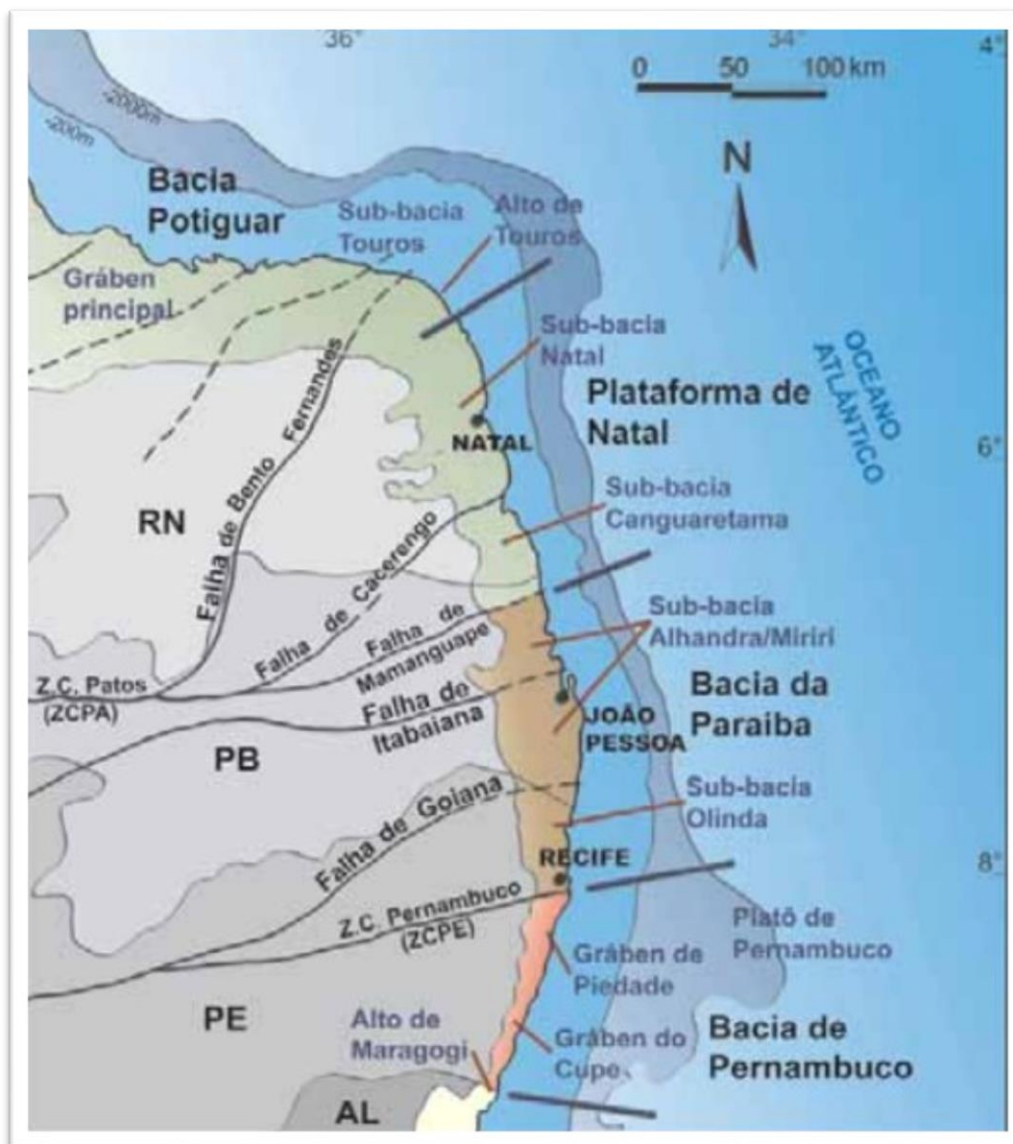 36°
34°
4°
0 50 100 km
-2000m
-200m
N
Bacia
Potiguar
Sub-bacia
Touros
Alto de
Touros
Gráben
principal
Sub-bacia
Natal
OCEANO
ATLÂNTICO
Falha de Bento Fernandes
Plataforma de
Natal
NATAL
6°
Sub-bacia
Canguaretama
RN
Falha de Cacerengo
Falha de
Mamanguape
Sub-bacia
Alhandra/Miriri
Z.C. Patos
(ZCPA)
Falha de
Itabaiana
Bacia da
Paraiba
JOÃO
PESSOA
PB
Falha de Goiana
Sub-bacia
Olinda
RECIFE
8°
Z.C. Pernambuco
(ZCPE)
Platô de
Pernambuco
Gráben de
Piedade
PE
Alto de
Maragogi
Gráben do
Cupe
Bacia de
Pernambuco
AL